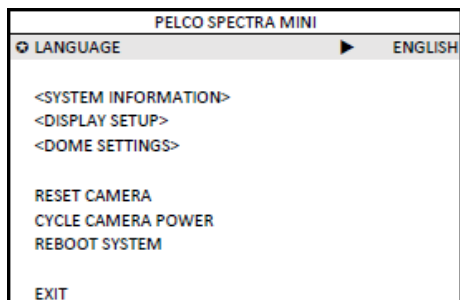 PELCO SPECTRA MINI
✪ LANGUAGE ▶ ENGLISH
<SYSTEM INFORMATION>
<DISPLAY SETUP>
<DOME SETTINGS>
RESET CAMERA
CYCLE CAMERA POWER
REBOOT SYSTEM
EXIT